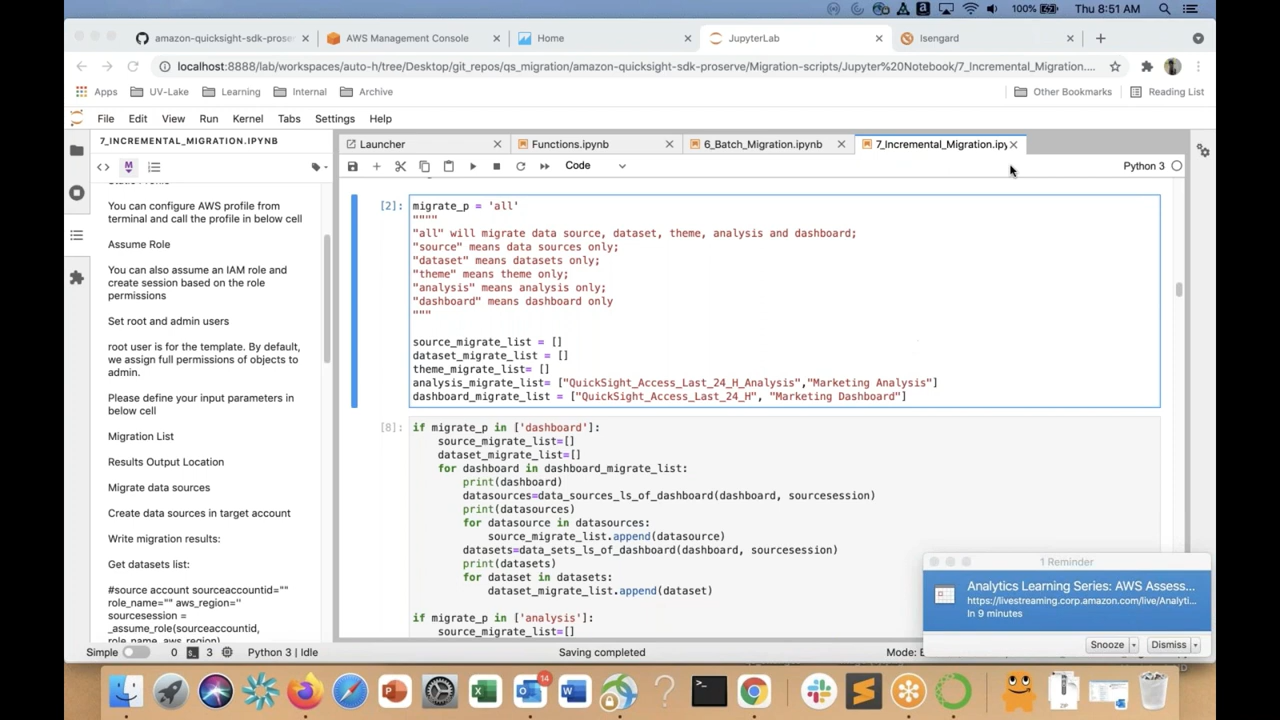 100% Thu 8:51 AM
amazon-quicksight-sdk-prose
AWS Management Console
Home
JupyterLab
Isengard
localhost:8888/lab/workspaces/auto-h/tree/Desktop/git_repos/qs_migration/amazon-quicksight-sdk-proserve/Migration-scripts/Jupyter%20Notebook/7_Incremental_Migration....
Apps
UV-Lake
Learning
Internal
Archive
Other Bookmarks
Reading List
File Edit View Run Kernel Tabs Settings Help
7_INCREMENTAL_MIGRATION.IPYNB
Launcher
Functions.ipynb
6_Batch_Migration.ipynb
7_Incremental_Migration.ipy
Code
Python 3
You can configure AWS profile from
terminal and call the profile in below cell
Assume Role
You can also assume an IAM role and
create session based on the role
permissions
Set root and admin users
root user is for the template. By default,
we assign full permissions of objects to
admin.
Please define your input parameters in
below cell
Migration List
Results Output Location
Migrate data sources
Create data sources in target account
Write migration results:
Get datasets list:
#source account sourceaccountid=""
role_name="" aws_region=''
sourcesession =
_assume_role(sourceaccountid,
role_name, aws_region)
[2]: migrate_p = 'all'
""""
"all" will migrate data source, dataset, theme, analysis and dashboard;
"source" means data sources only;
"dataset" means datasets only;
"theme" means theme only;
"analysis" means analysis only;
"dashboard" means dashboard only
"""
source_migrate_list = []
dataset_migrate_list = []
theme_migrate_list= []
analysis_migrate_list= ["QuickSight_Access_Last_24_H_Analysis","Marketing Analysis"]
dashboard_migrate_list = ["QuickSight_Access_Last_24_H", "Marketing Dashboard"]
[8]: if migrate_p in ['dashboard']:
source_migrate_list=[]
dataset_migrate_list=[]
for dashboard in dashboard_migrate_list:
print(dashboard)
datasources=data_sources_ls_of_dashboard(dashboard, sourcesession)
print(datasources)
for datasource in datasources:
source_migrate_list.append(datasource)
datasets=data_sets_ls_of_dashboard(dashboard, sourcesession)
print(datasets)
for dataset in datasets:
dataset_migrate_list.append(dataset)
if migrate_p in ['analysis']:
source_migrate_list=[]
1 Reminder
Analytics Learning Series: AWS Assess...
https://livestreaming.corp.amazon.com/live/Analyti...
In 9 minutes
Snooze
Dismiss
Simple
0
3
Python 3 | Idle
Saving completed
Mode:
14